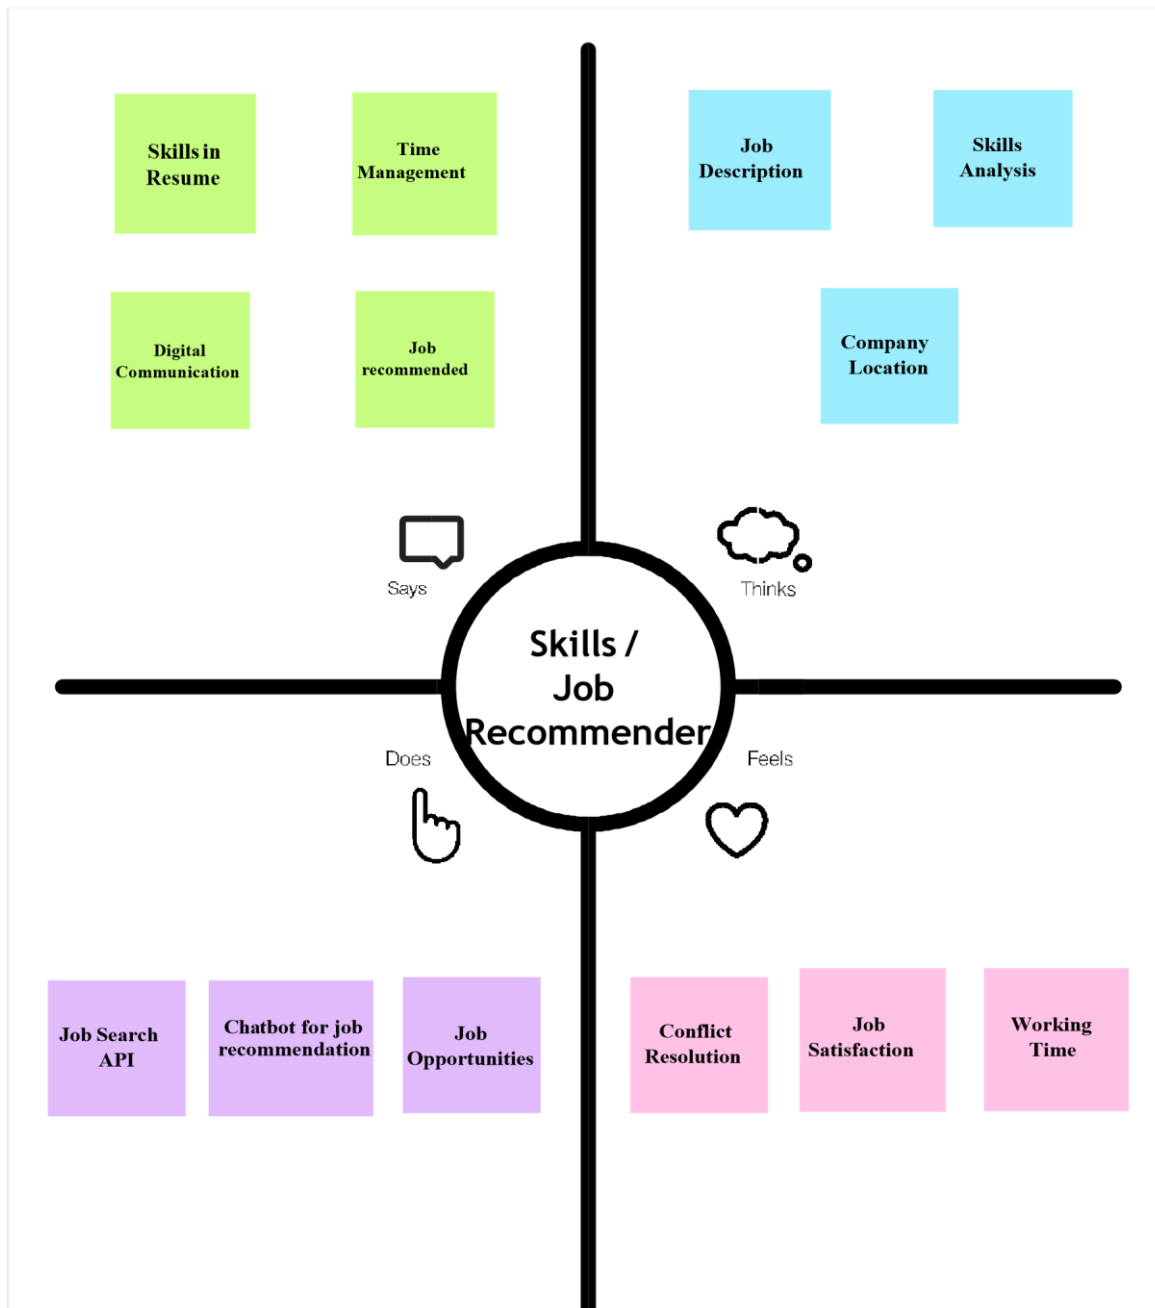 Skills in
Resume
Time
Management
Job
Description
Skills
Analysis
Digital
Communication
Job
recommended
Company
Location
Says
Thinks
Skills /
Job
Recommender
Does
Feels
Job Search
API
Chatbot for job
recommendation
Job
Opportunities
Conflict
Resolution
Job
Satisfaction
Working
Time